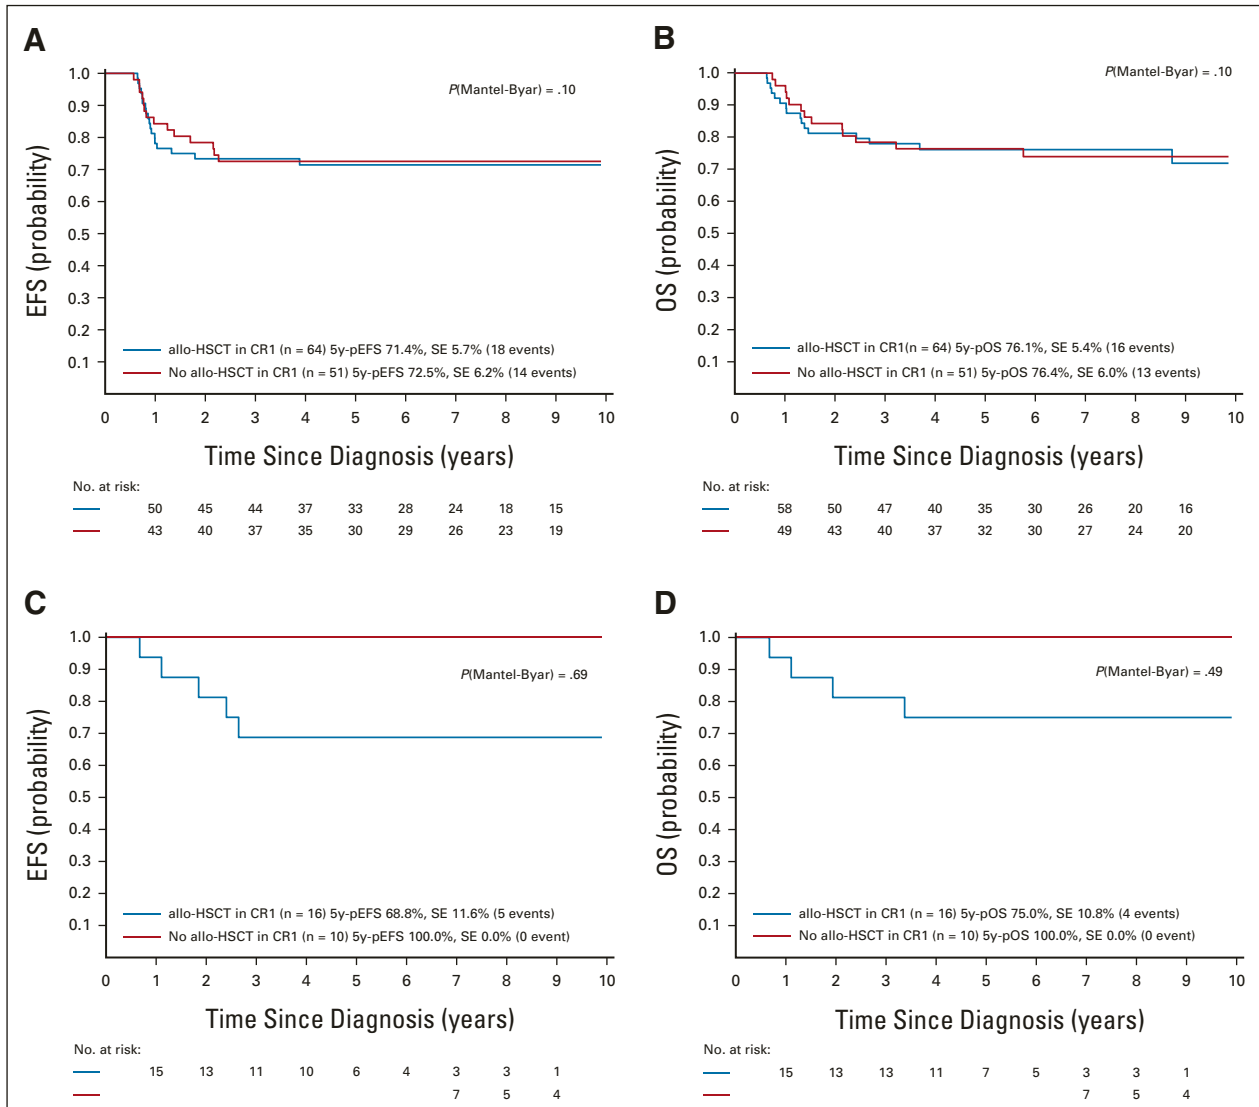 A
EFS (probability)
1.0
0.9
0.8
0.7
0.6
0.5
0.4
0.3
0.2
0.1
P(Mantel-Byar) = .10
allo-HSCT in CR1 (n = 64) 5y-pEFS 71.4%, SE 5.7% (18 events)
No allo-HSCT in CR1 (n = 51) 5y-pEFS 72.5%, SE 6.2% (14 events)
0 1 2 3 4 5 6 7 8 9 10
Time Since Diagnosis (years)
No. at risk:
50 45 44 37 33 28 24 18 15
43 40 37 35 30 29 26 23 19
B
OS (probability)
1.0
0.9
0.8
0.7
0.6
0.5
0.4
0.3
0.2
0.1
P(Mantel-Byar) = .10
allo-HSCT in CR1(n = 64) 5y-pOS 76.1%, SE 5.4% (16 events)
No allo-HSCT in CR1 (n = 51) 5y-pOS 76.4%, SE 6.0% (13 events)
0 1 2 3 4 5 6 7 8 9 10
Time Since Diagnosis (years)
No. at risk:
58 50 47 40 35 30 26 20 16
49 43 40 37 32 30 27 24 20
C
EFS (probability)
1.0
0.9
0.8
0.7
0.6
0.5
0.4
0.3
0.2
0.1
P(Mantel-Byar) = .69
allo-HSCT in CR1 (n = 16) 5y-pEFS 68.8%, SE 11.6% (5 events)
No allo-HSCT in CR1 (n = 10) 5y-pEFS 100.0%, SE 0.0% (0 event)
0 1 2 3 4 5 6 7 8 9 10
Time Since Diagnosis (years)
No. at risk:
15 13 11 10 6 4 3 3 1
7 5 4
D
OS (probability)
1.0
0.9
0.8
0.7
0.6
0.5
0.4
0.3
0.2
0.1
P(Mantel-Byar) = .49
allo-HSCT in CR1 (n = 16) 5y-pOS 75.0%, SE 10.8% (4 events)
No allo-HSCT in CR1 (n = 10) 5y-pOS 100.0%, SE 0.0% (0 event)
0 1 2 3 4 5 6 7 8 9 10
Time Since Diagnosis (years)
No. at risk:
15 13 13 11 7 5 3 3 1
7 5 4